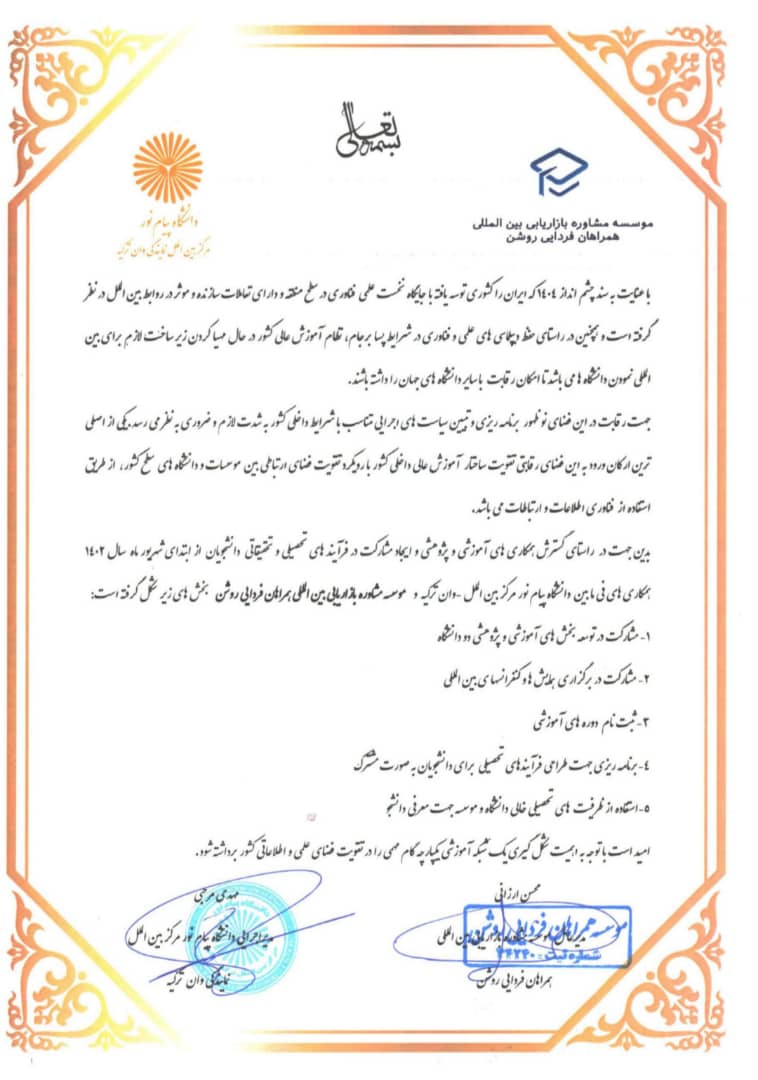 بسمه تعالی
موسسه مشاوره بازاریابی بین المللی
همراهان فردایی روشن
دانشگاه پیام نور
مرکز بین الملل نمایندگی وان ترکیه
با عنایت به سند چشم انداز ۱۴۰۴ که ایران را کشوری توسعه یافته با جایگاه نخست علمی فناوری در سطح منطقه و دارای تعاملات سازنده و موثر در روابط بین الملل در نظر
گرفته است و همچنین در راستای حفظ دیپلماسی های علمی و فناوری در شرایط پسا برجام، نظام آموزش عالی کشور در حال مهیا کردن زیر ساخت لازم برای بین
المللی نمودن دانشگاه ها می باشد تا امکان رقابت با سایر دانشگاه های جهان را داشته باشند.
جهت رقابت در این فضای نوظهور برنامه ریزی و تبیین سیاست های اجرایی متناسب با شرایط داخلی کشور به شدت لازم و ضروری به نظر می رسد. یکی از اصلی
ترین ارکان ورود به این فضای رقابتی تقویت ساختار آموزش عالی داخلی کشور با رویکرد تقویت فضای ارتباطی بین موسسات و دانشگاه های سطح کشور، از طریق
استفاده از فناوری اطلاعات و ارتباطات می باشد.
بدین جهت در راستای گسترش همکاری های آموزشی و پژوهشی و ایجاد مشارکت در فرآیند های تحصیلی و تحقیقاتی دانشجویان از ابتدای شهریور ماه سال ۱۴۰۲
همکاری های فی مابین دانشگاه پیام نور مرکز بین الملل -وان ترکیه و موسسه مشاوره بازاریابی بین المللی همراهان فردایی روشن بخش های زیر شکل گرفته است:
۱- مشارکت در توسعه بخش های آموزشی و پژوهشی دو دانشگاه
۲- مشارکت در برگزاری همایش ها و کنفرانسهای بین المللی
۳- ثبت نام دوره های آموزشی
۴- برنامه ریزی جهت طراحی فرآیندهای تحصیلی برای دانشجویان به صورت مشترک
۵- استفاده از ظرفیت های تحصیلی خالی دانشگاه و موسسه جهت معرفی دانشجو
امید است با توجه به اهمیت شکل گیری یک شبکه آموزشی یکپارچه گام مهمی را در تقویت فضای علمی و اطلاعاتی کشور برداشته شود.
محسن ارزانی
مدیرعامل موسسه مشاوره بازاریابی بین المللی
همراهان فردایی روشن
موسسه همراهان فردایی روشن
شماره ثبت:
مهدی مرجی
مدیر اجرایی دانشگاه پیام نور مرکز بین الملل
نمایندگی وان ترکیه
دانشگاه پیام نور